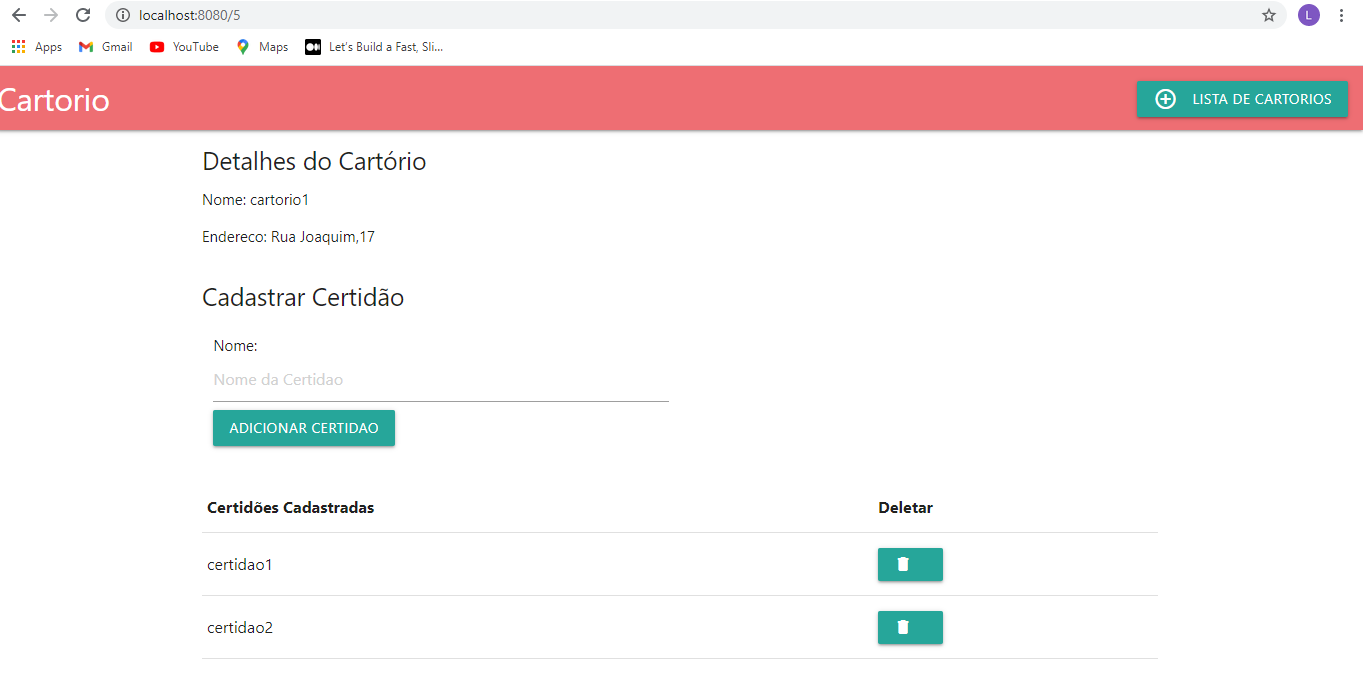 localhost:8080/5
L
Apps Gmail YouTube Maps Let's Build a Fast, Sli...
Cartorio
LISTA DE CARTORIOS
Detalhes do Cartório
Nome: cartorio1
Endereco: Rua Joaquim,17
Cadastrar Certidão
Nome:
Nome da Certidao
ADICIONAR CERTIDAO
Certidões Cadastradas Deletar
certidao1
certidao2